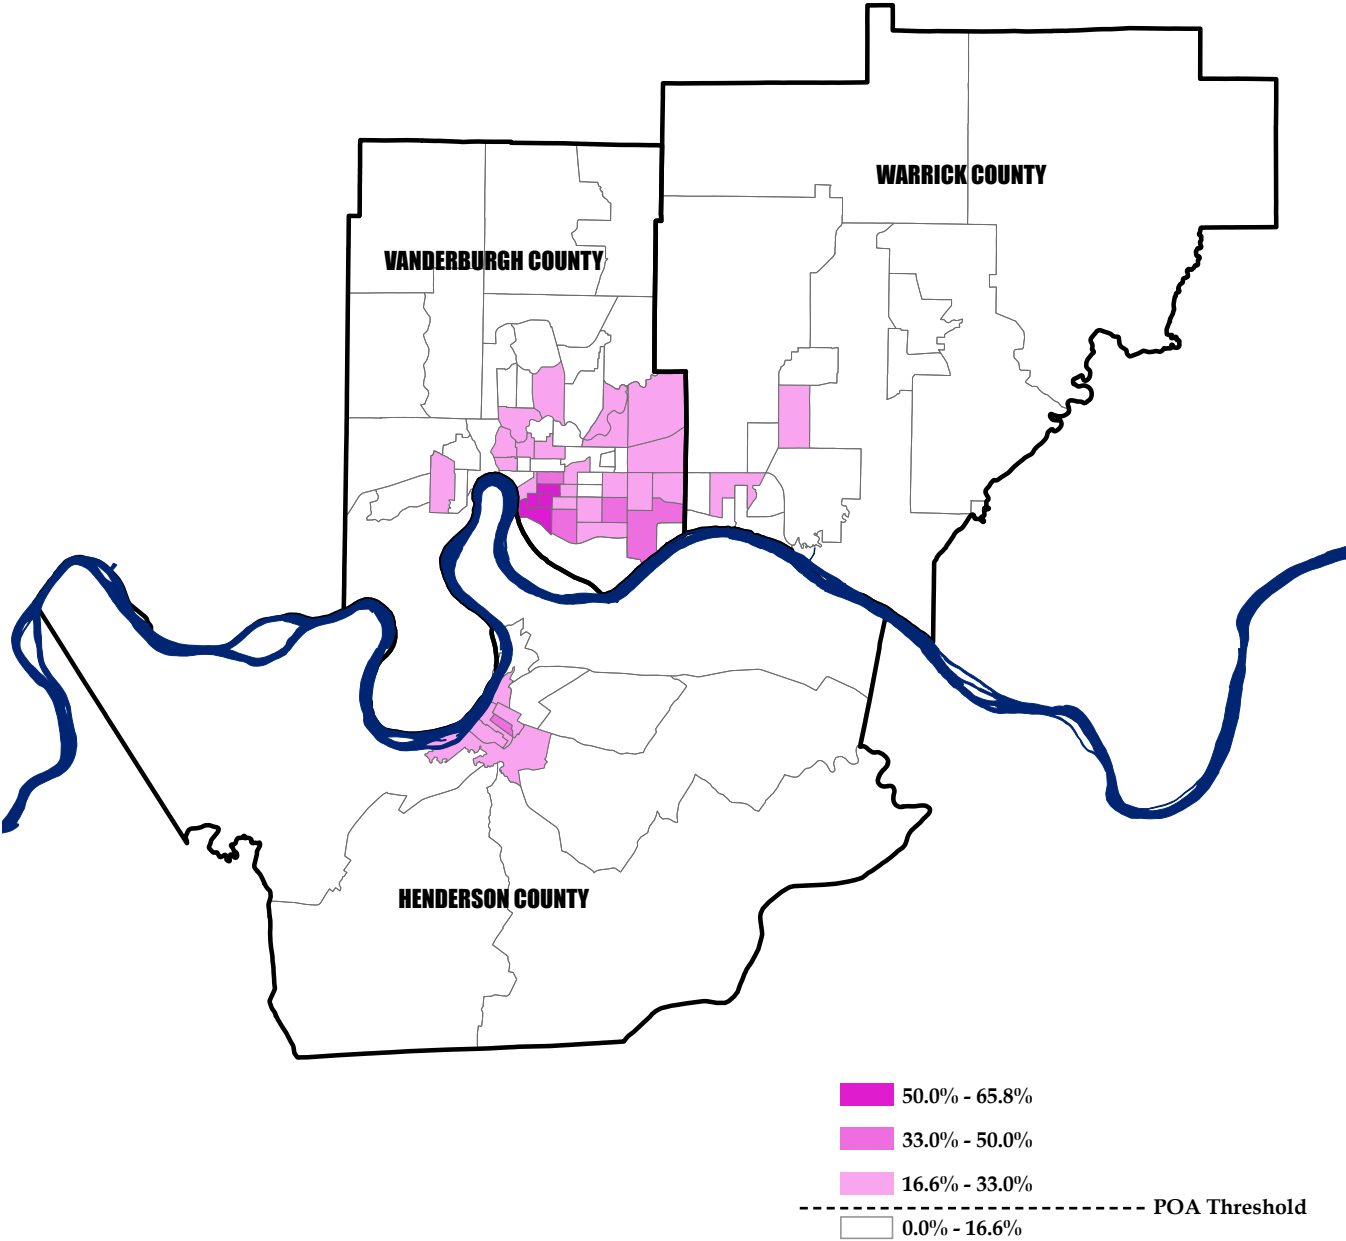 WARRICK COUNTY
VANDERBURGH COUNTY
HENDERSON COUNTY
50.0% - 65.8%
33.0% - 50.0%
16.6% - 33.0%
POA Threshold
0.0% - 16.6%